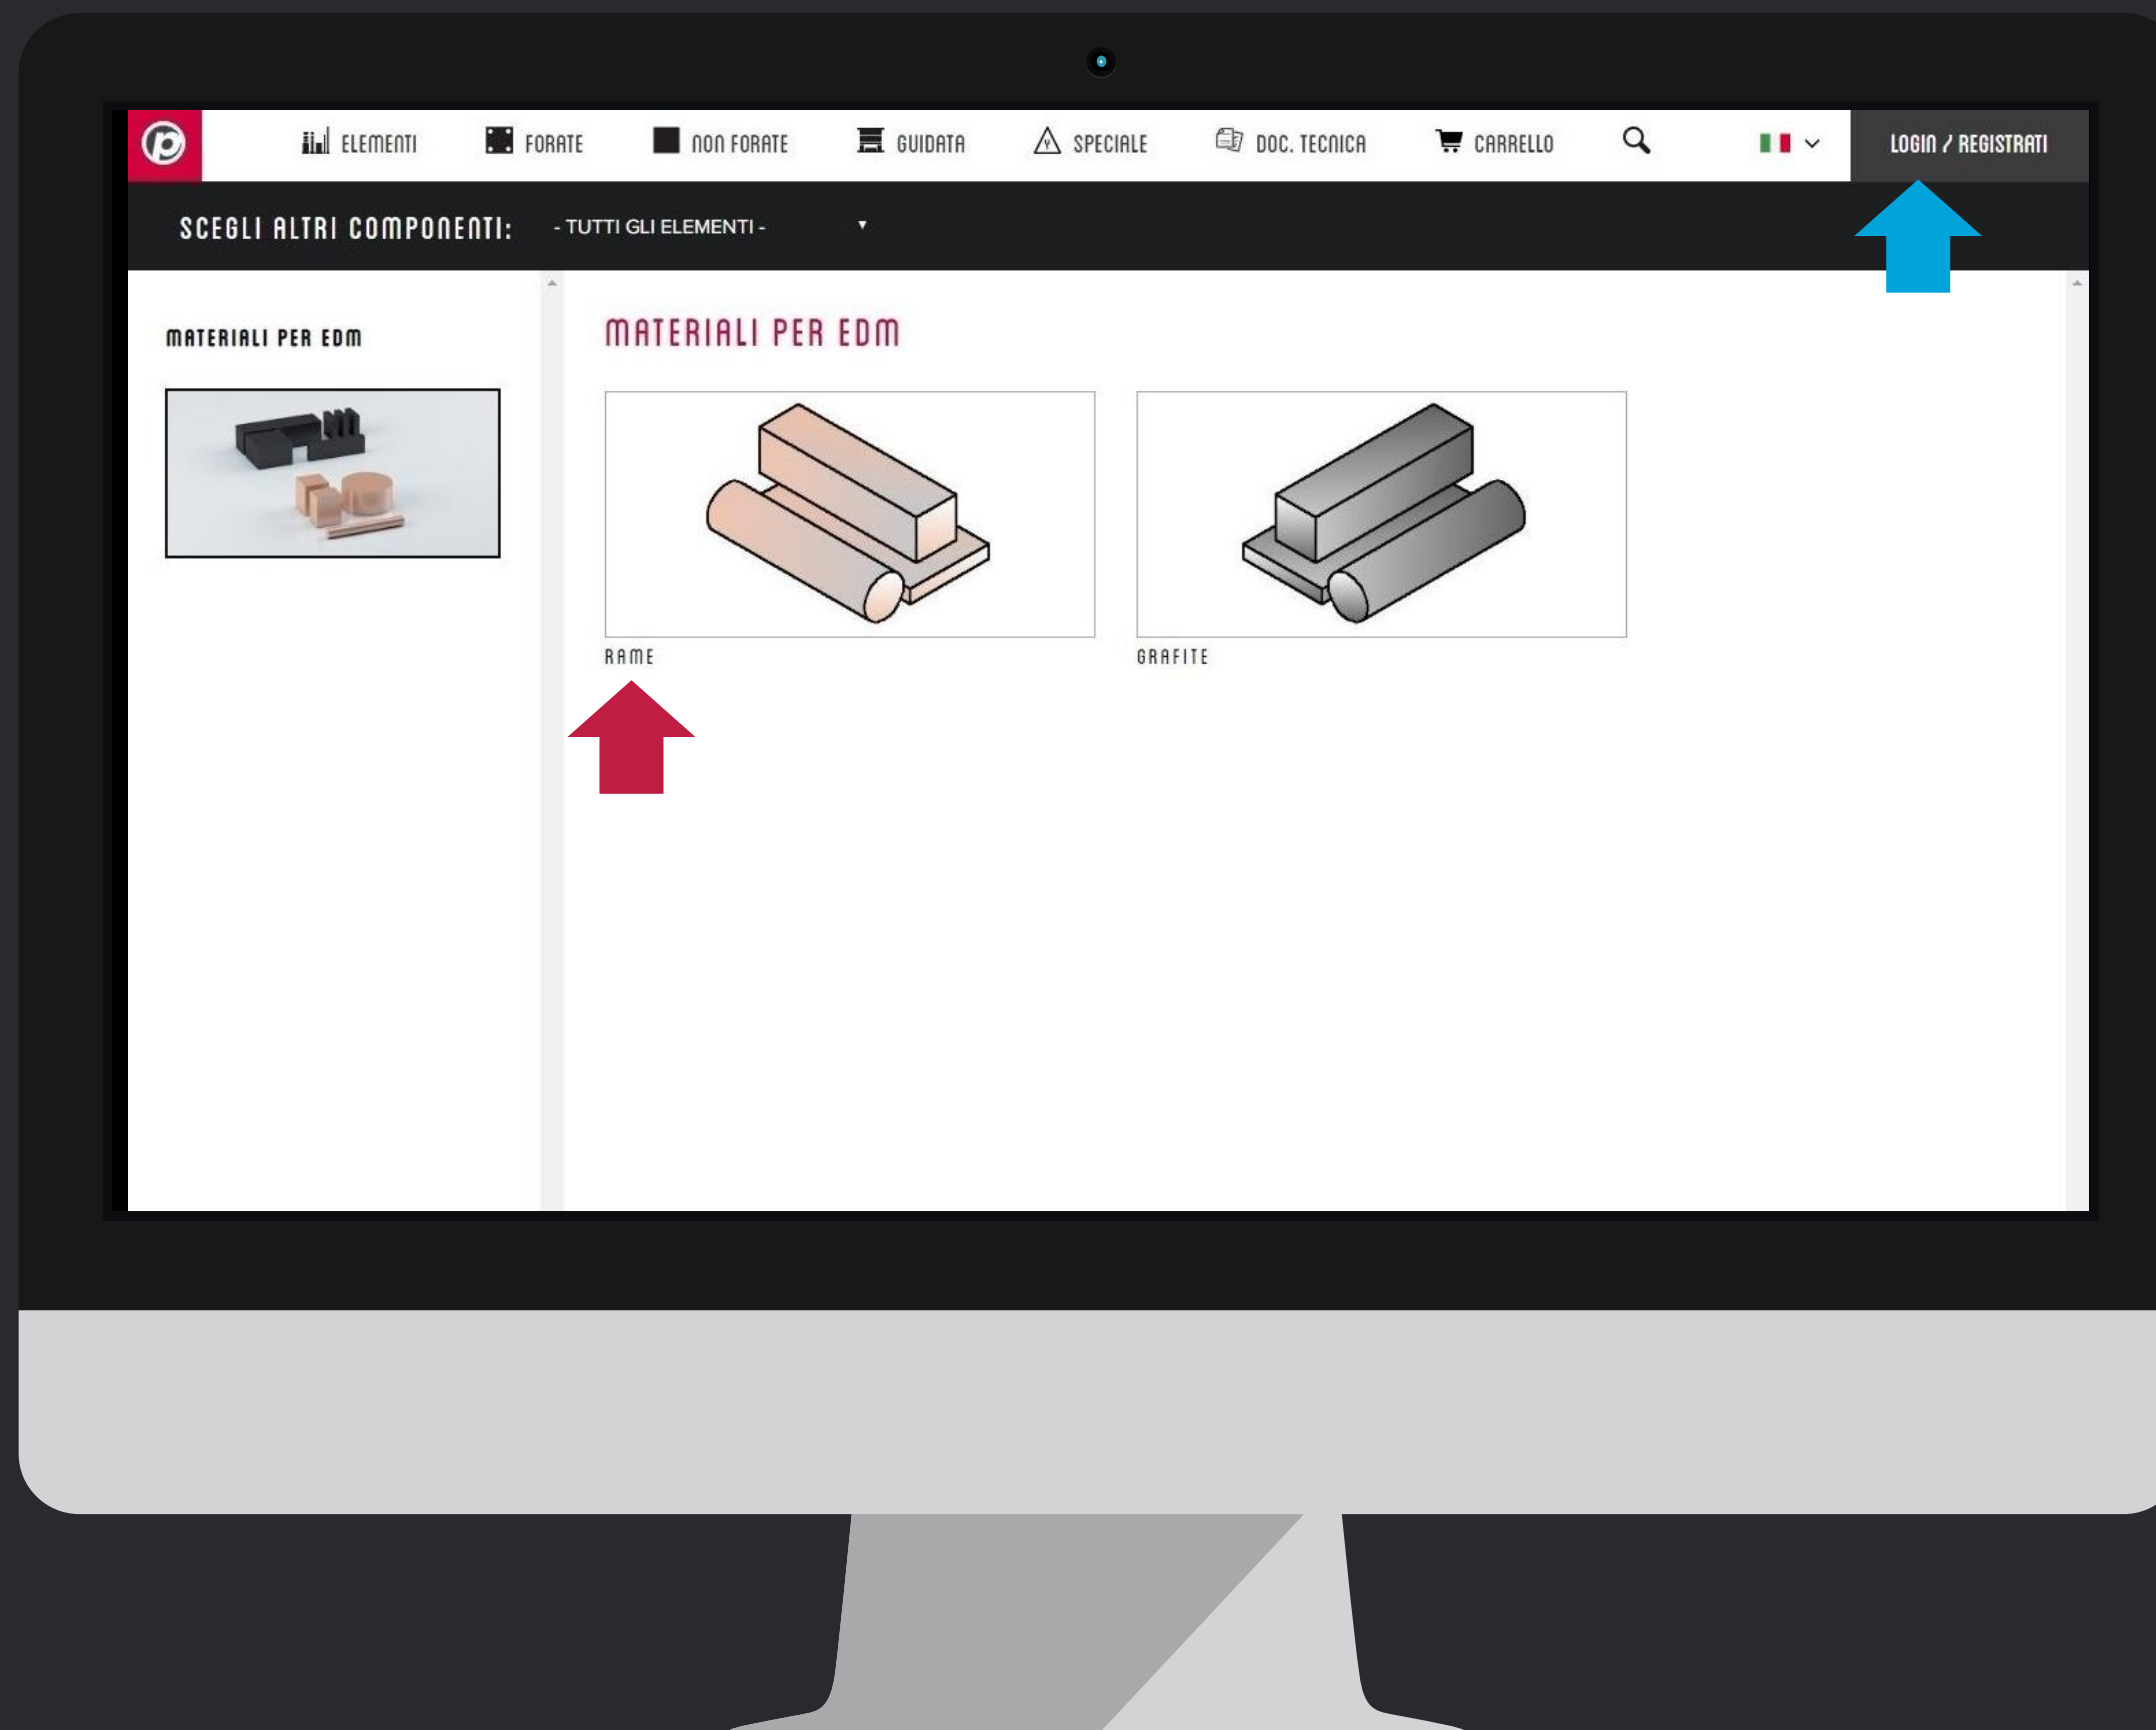 ELEMENTI FORATE NON FORATE GUIDATA SPECIALE DOC. TECNICA CARRELLO LOGIN / REGISTRATI
SCEGLI ALTRI COMPONENTI: - TUTTI GLI ELEMENTI -
MATERIALI PER EDM
MATERIALI PER EDM
RAME
GRAFITE